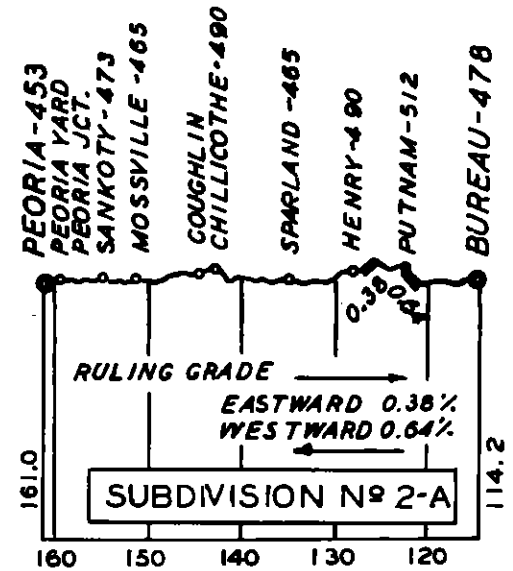 PEORIA-453
PEORIA YARD
PEORIA JCT.
SANKOTY-473
MOSSVILLE-465
COUGHLIN
CHILLICOTHE-490
SPARLAND-465
HENRY-490
PUTNAM-512
BUREAU-478
0.38
RULING GRADE
EASTWARD 0.38%
WESTWARD 0.64%
161.0
SUBDIVISION Nº 2-A
114.2
160 150 140 130 120